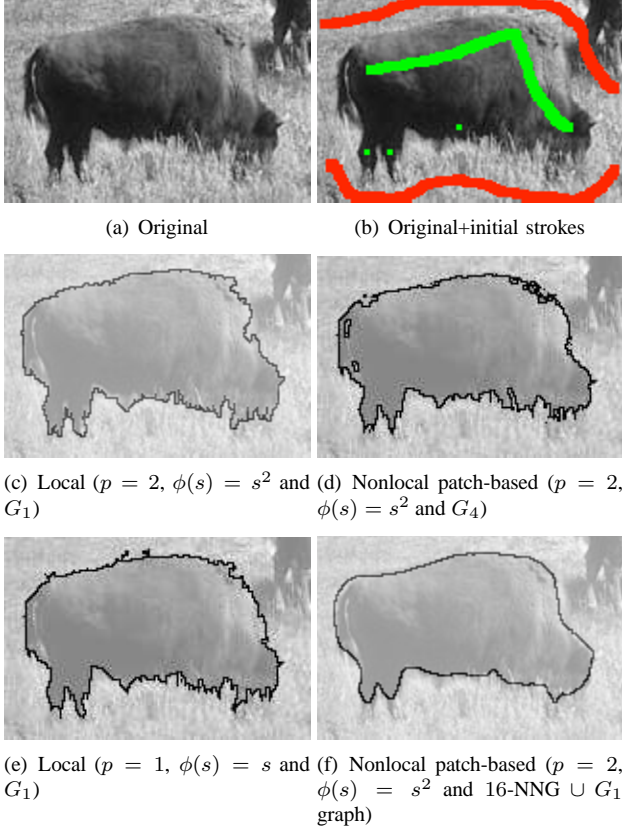 (a) Original
(b) Original+initial strokes
(c) Local (p = 2, ϕ(s) = s² and
G₁)
(d) Nonlocal patch-based (p = 2,
ϕ(s) = s² and G₄)
(e) Local (p = 1, ϕ(s) = s and
G₁)
(f) Nonlocal patch-based (p = 2,
ϕ(s) = s² and 16-NNG ∪ G₁
graph)